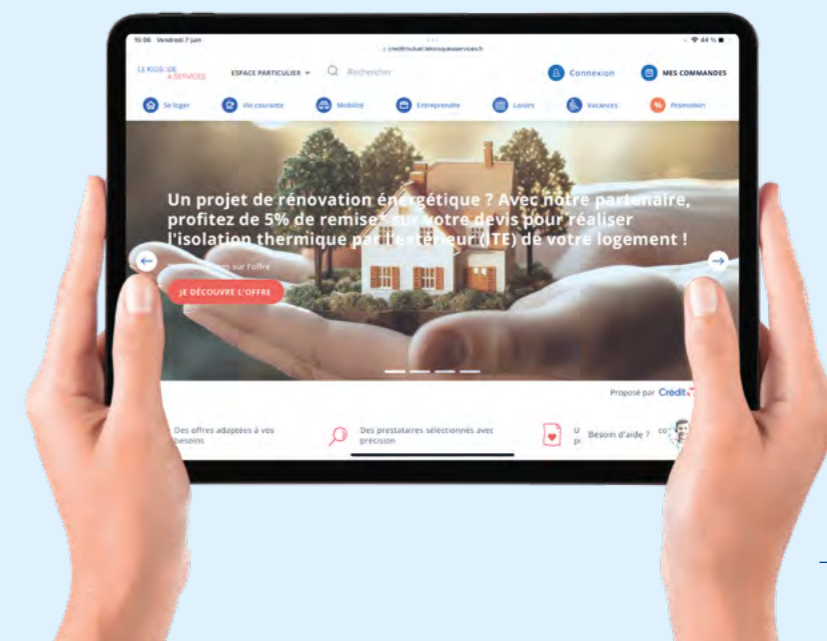 10:08 Vendredi 7 juin
44 %
creditmutuel.lekiosqueaservices.fr
LE KIOSQUE
À SERVICES
ESPACE PARTICULIER
Rechercher
Connexion
MES COMMANDES
Se loger
Vie courante
Mobilité
Entreprendre
Loisirs
Vacances
Promotion
Un projet de rénovation énergétique ? Avec notre partenaire,
profitez de 5% de remise* sur votre devis pour réaliser
l'isolation thermique par l'extérieur (ITE) de votre logement !
sur l'offre
JE DÉCOUVRE L'OFFRE
Proposé par Crédit
Des offres adaptées à vos
besoins
Des prestataires sélectionnés avec
précision
Besoin d'aide ?